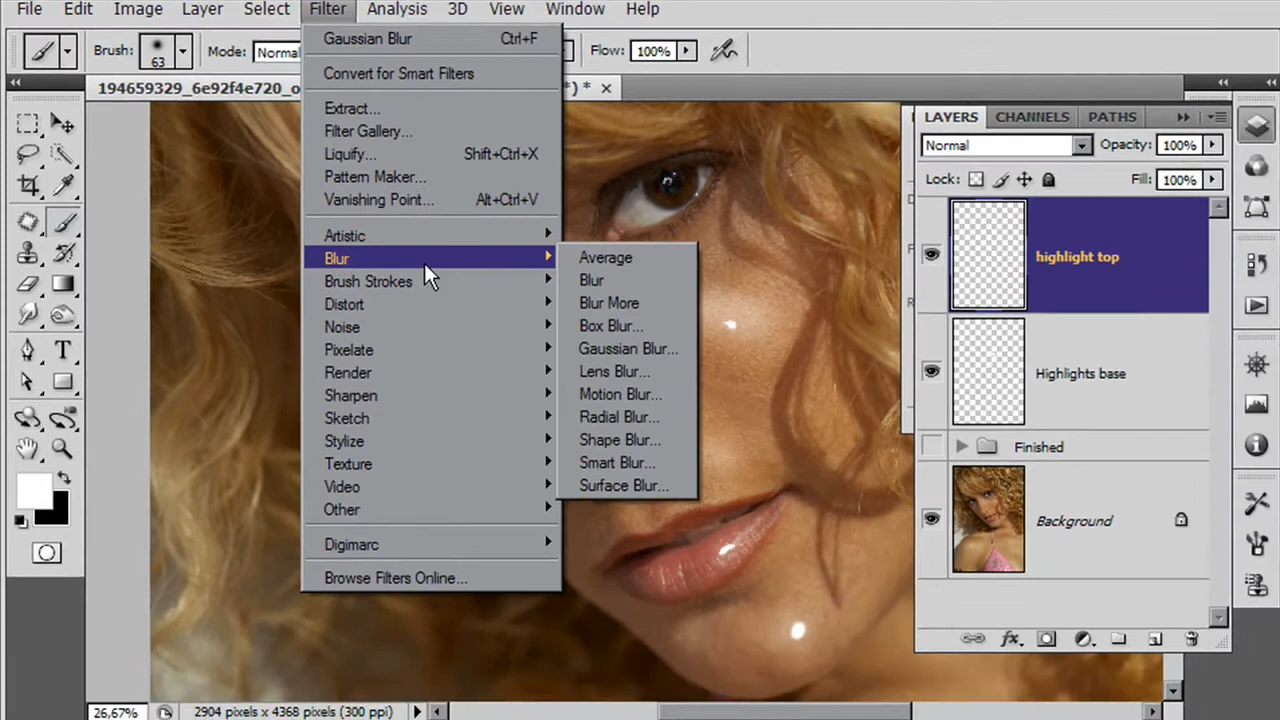 File Edit Image Layer Select Filter Analysis 3D View Window Help
Brush: 63 Mode: Normal Flow: 100%
194659329_6e92f4e720_o *) * ×
Gaussian Blur Ctrl+F
Convert for Smart Filters
Extract...
Filter Gallery...
Liquify... Shift+Ctrl+X
Pattern Maker...
Vanishing Point... Alt+Ctrl+V
Artistic
Blur
Brush Strokes
Distort
Noise
Pixelate
Render
Sharpen
Sketch
Stylize
Texture
Video
Other
Digimarc
Browse Filters Online...
Average
Blur
Blur More
Box Blur...
Gaussian Blur...
Lens Blur...
Motion Blur...
Radial Blur...
Shape Blur...
Smart Blur...
Surface Blur...
LAYERS CHANNELS PATHS
Normal Opacity: 100%
Lock: Fill: 100%
highlight top
Highlights base
Finished
Background
26,67% 2904 pixels x 4368 pixels (300 ppi)